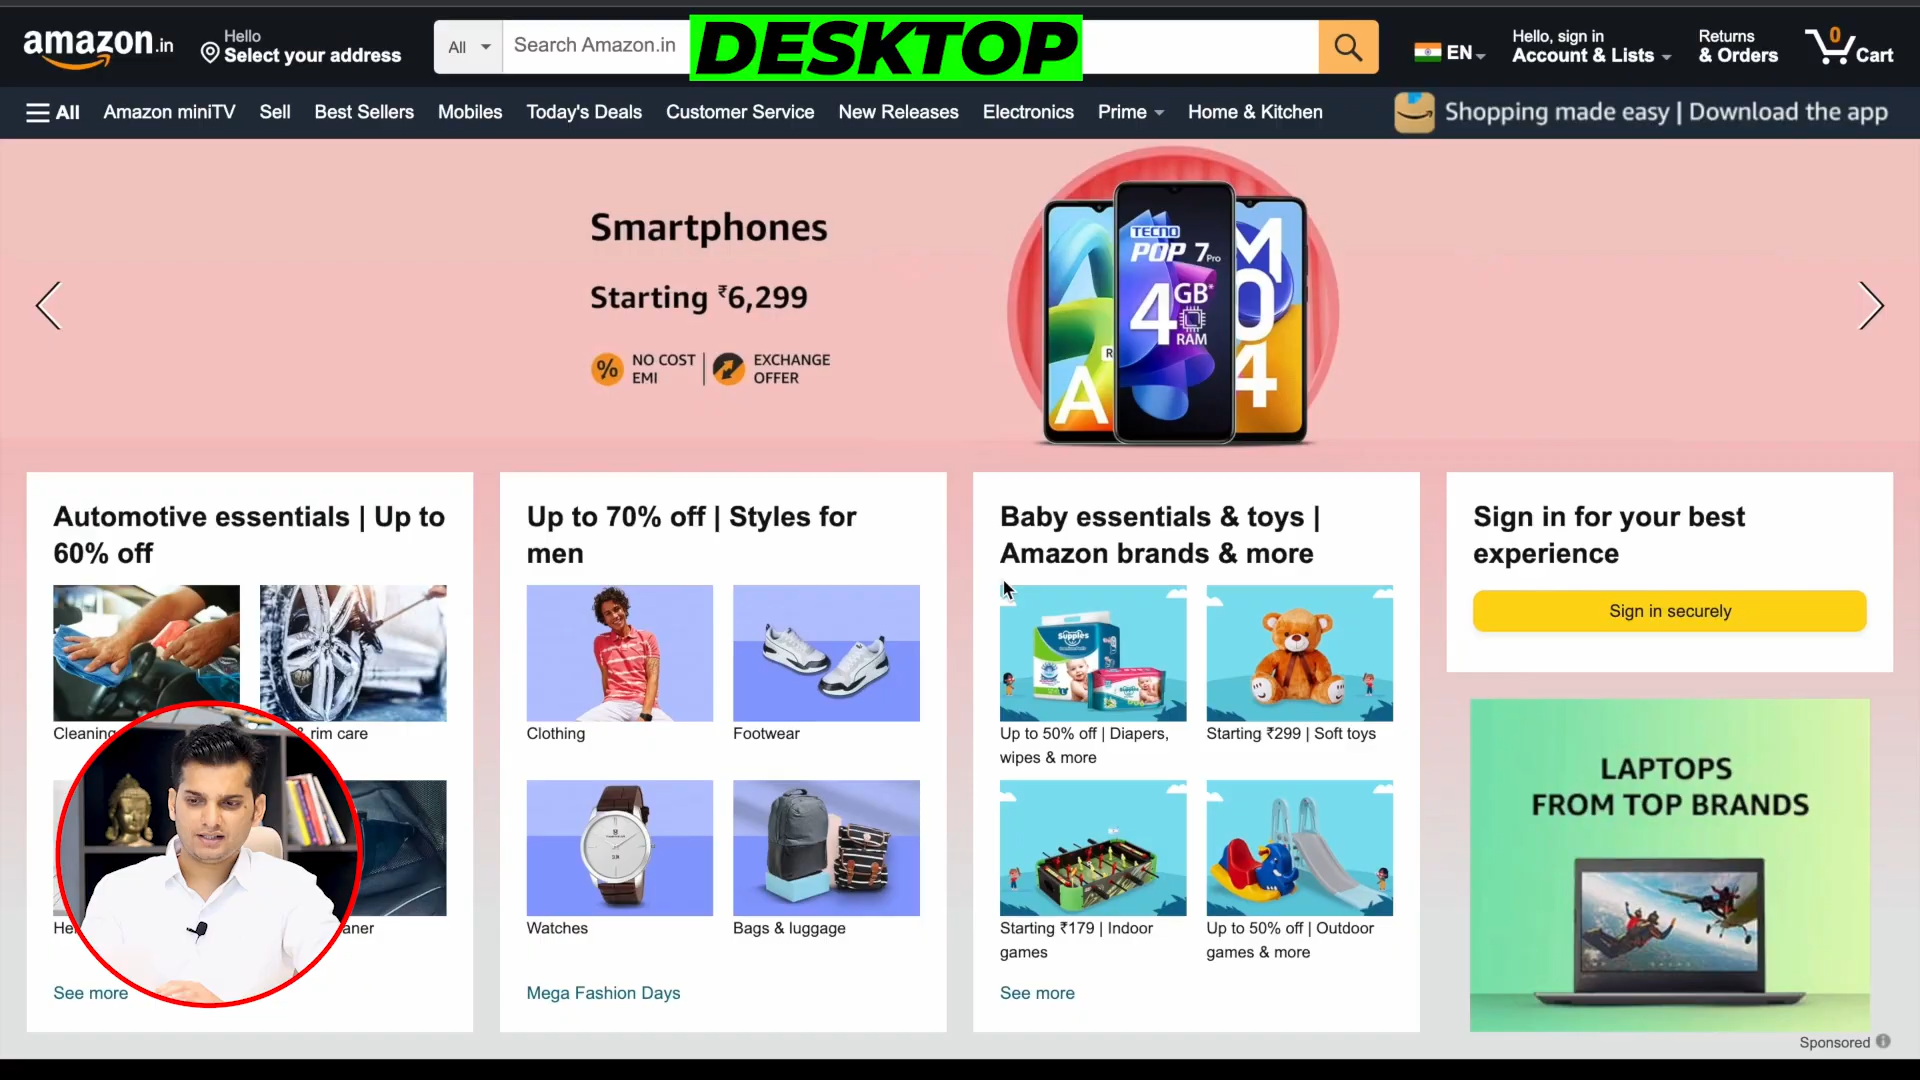 amazon.in
Hello
Select your address
All
Search Amazon.in
DESKTOP
EN
Hello, sign in
Account & Lists
Returns
& Orders
0
Cart
All
Amazon miniTV
Sell
Best Sellers
Mobiles
Today's Deals
Customer Service
New Releases
Electronics
Prime
Home & Kitchen
Shopping made easy | Download the app
Smartphones
Starting ₹6,299
%
NO COST
EMI
EXCHANGE
OFFER
TECNO
POP 7 Pro
4GB*
RAM
A
M
0
4
Automotive essentials | Up to
60% off
Cleaning
& rim care
See more
Up to 70% off | Styles for
men
Clothing
Footwear
Watches
Bags & luggage
Mega Fashion Days
Baby essentials & toys |
Amazon brands & more
Supples
Up to 50% off | Diapers,
wipes & more
Starting ₹299 | Soft toys
Starting ₹179 | Indoor
games
Up to 50% off | Outdoor
games & more
See more
Sign in for your best
experience
Sign in securely
LAPTOPS
FROM TOP BRANDS
Sponsored